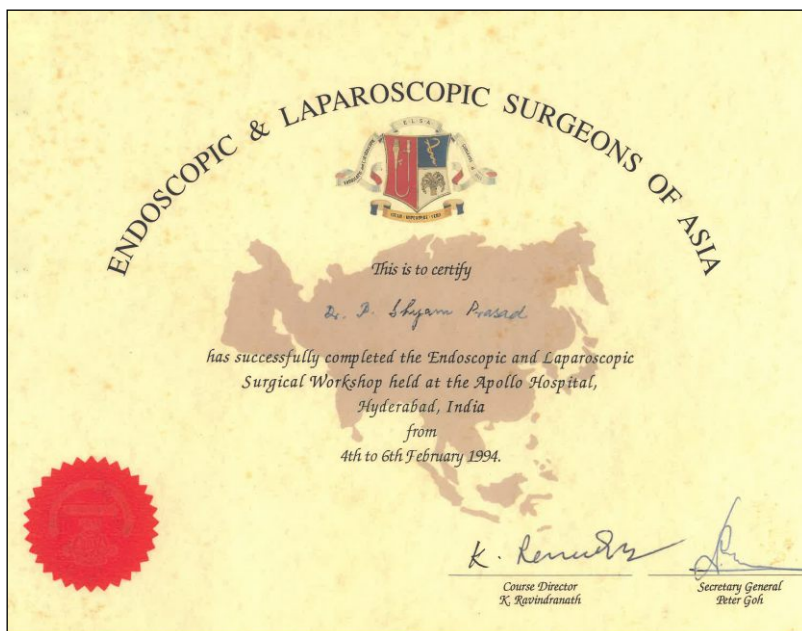 ENDOSCOPIC & LAPAROSCOPIC SURGEONS OF ASIA
E.L.S.A
This is to certify
Dr. P. Shyam Prasad
has successfully completed the Endoscopic and Laparoscopic
Surgical Workshop held at the Apollo Hospital,
Hyderabad, India
from
4th to 6th February 1994.
Course Director
K. Ravindranath
Secretary General
Peter Goh